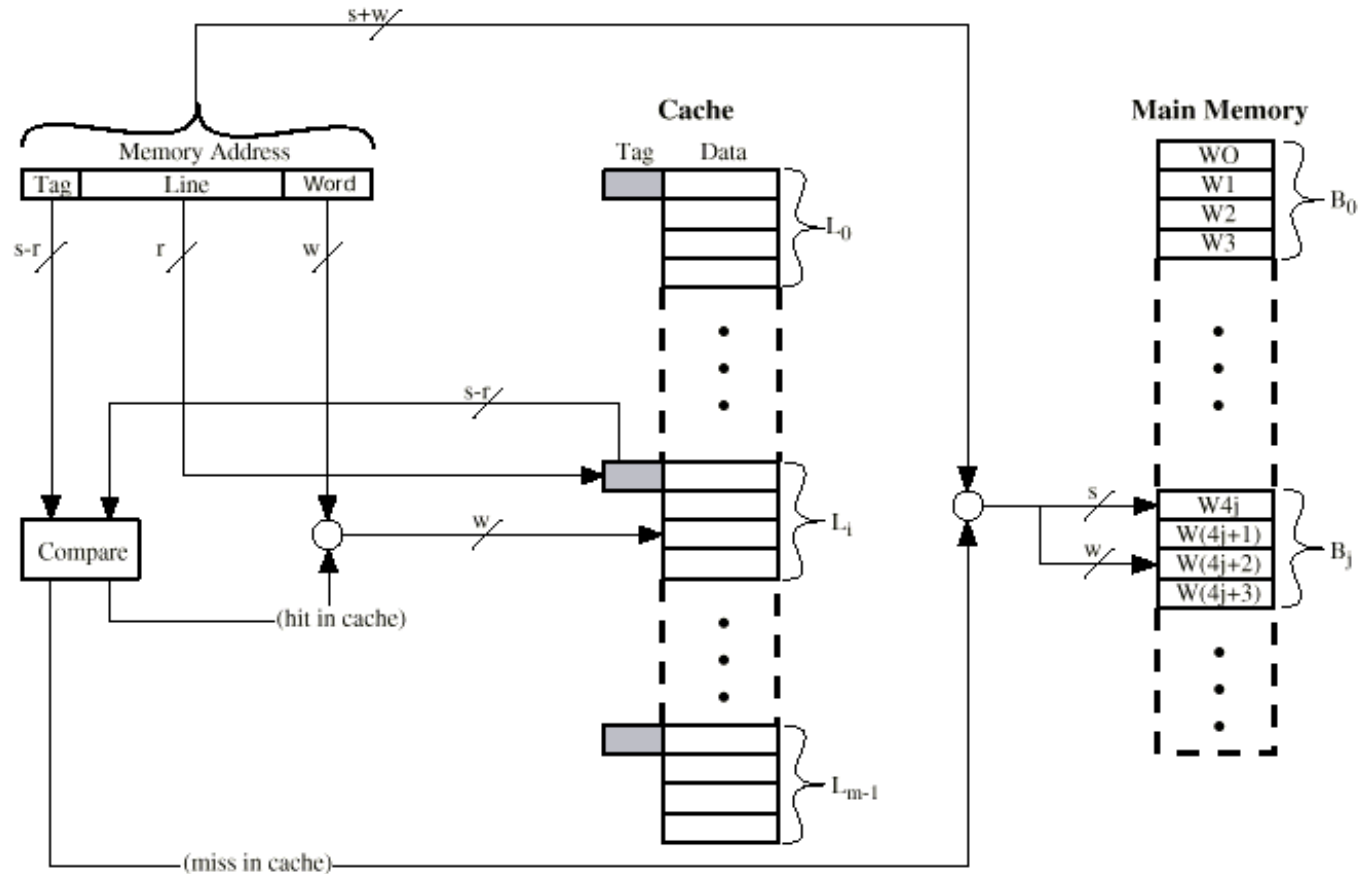 s+w
Cache
Main Memory
Memory Address
Tag Data
Tag Line Word
WO
W1
W2
W3
B0
L0
s-r
r
w
s-r
Compare
w
(hit in cache)
Li
s
w
W4j
W(4j+1)
W(4j+2)
W(4j+3)
Bj
Lm-1
(miss in cache)